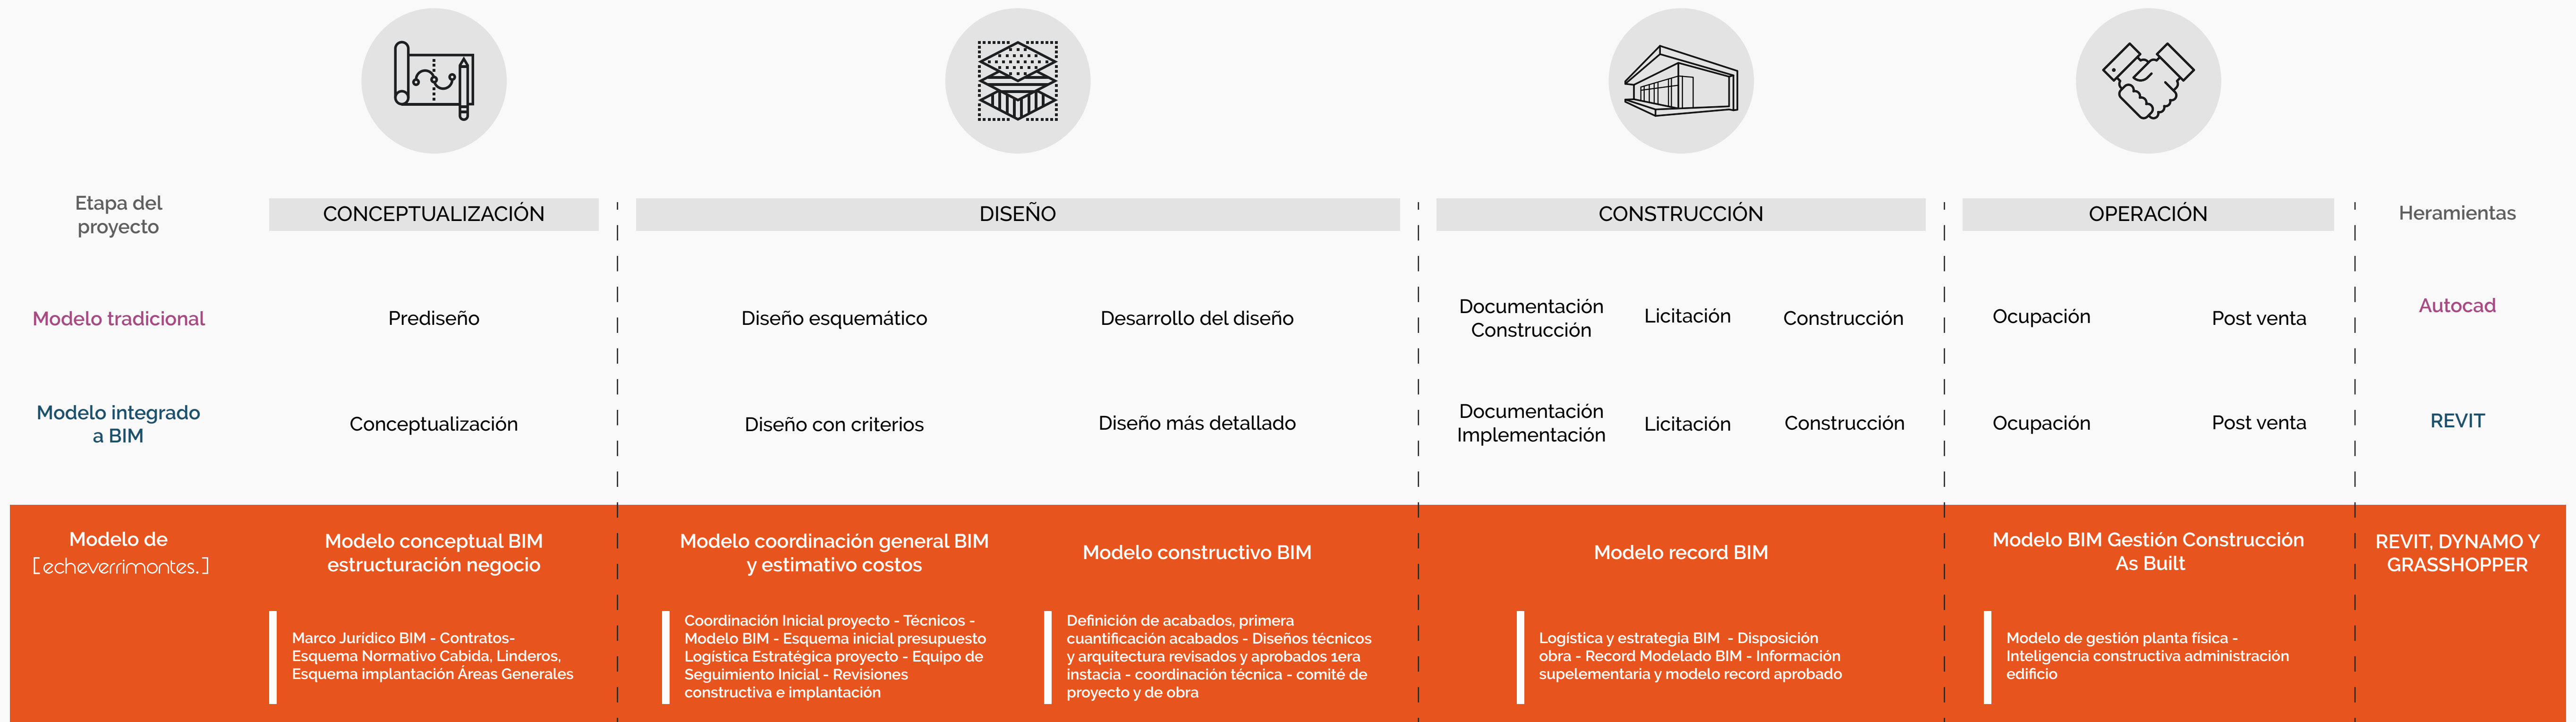 Etapa del
proyecto
CONCEPTUALIZACIÓN
DISEÑO
CONSTRUCCIÓN
OPERACIÓN
Heramientas
Modelo tradicional
Prediseño
Diseño esquemático
Desarrollo del diseño
Documentación
Construcción
Licitación
Construcción
Ocupación
Post venta
Autocad
Modelo integrado
a BIM
Conceptualización
Diseño con criterios
Diseño más detallado
Documentación
Implementación
Licitación
Construcción
Ocupación
Post venta
REVIT
Modelo de
[echeverrimontes.]
Modelo conceptual BIM
estructuración negocio
Modelo coordinación general BIM
y estimativo costos
Modelo constructivo BIM
Modelo record BIM
Modelo BIM Gestión Construcción
As Built
REVIT, DYNAMO Y
GRASSHOPPER
Marco Jurídico BIM - Contratos-
Esquema Normativo Cabida, Linderos,
Esquema implantación Áreas Generales
Coordinación Inicial proyecto - Técnicos -
Modelo BIM - Esquema inicial presupuesto
Logística Estratégica proyecto - Equipo de
Seguimiento Inicial - Revisiones
constructiva e implantación
Definición de acabados, primera
cuantificación acabados - Diseños técnicos
y arquitectura revisados y aprobados 1era
instacia - coordinación técnica - comité de
proyecto y de obra
Logística y estrategia BIM - Disposición
obra - Record Modelado BIM - Información
supelementaria y modelo record aprobado
Modelo de gestión planta física -
Inteligencia constructiva administración
edificio